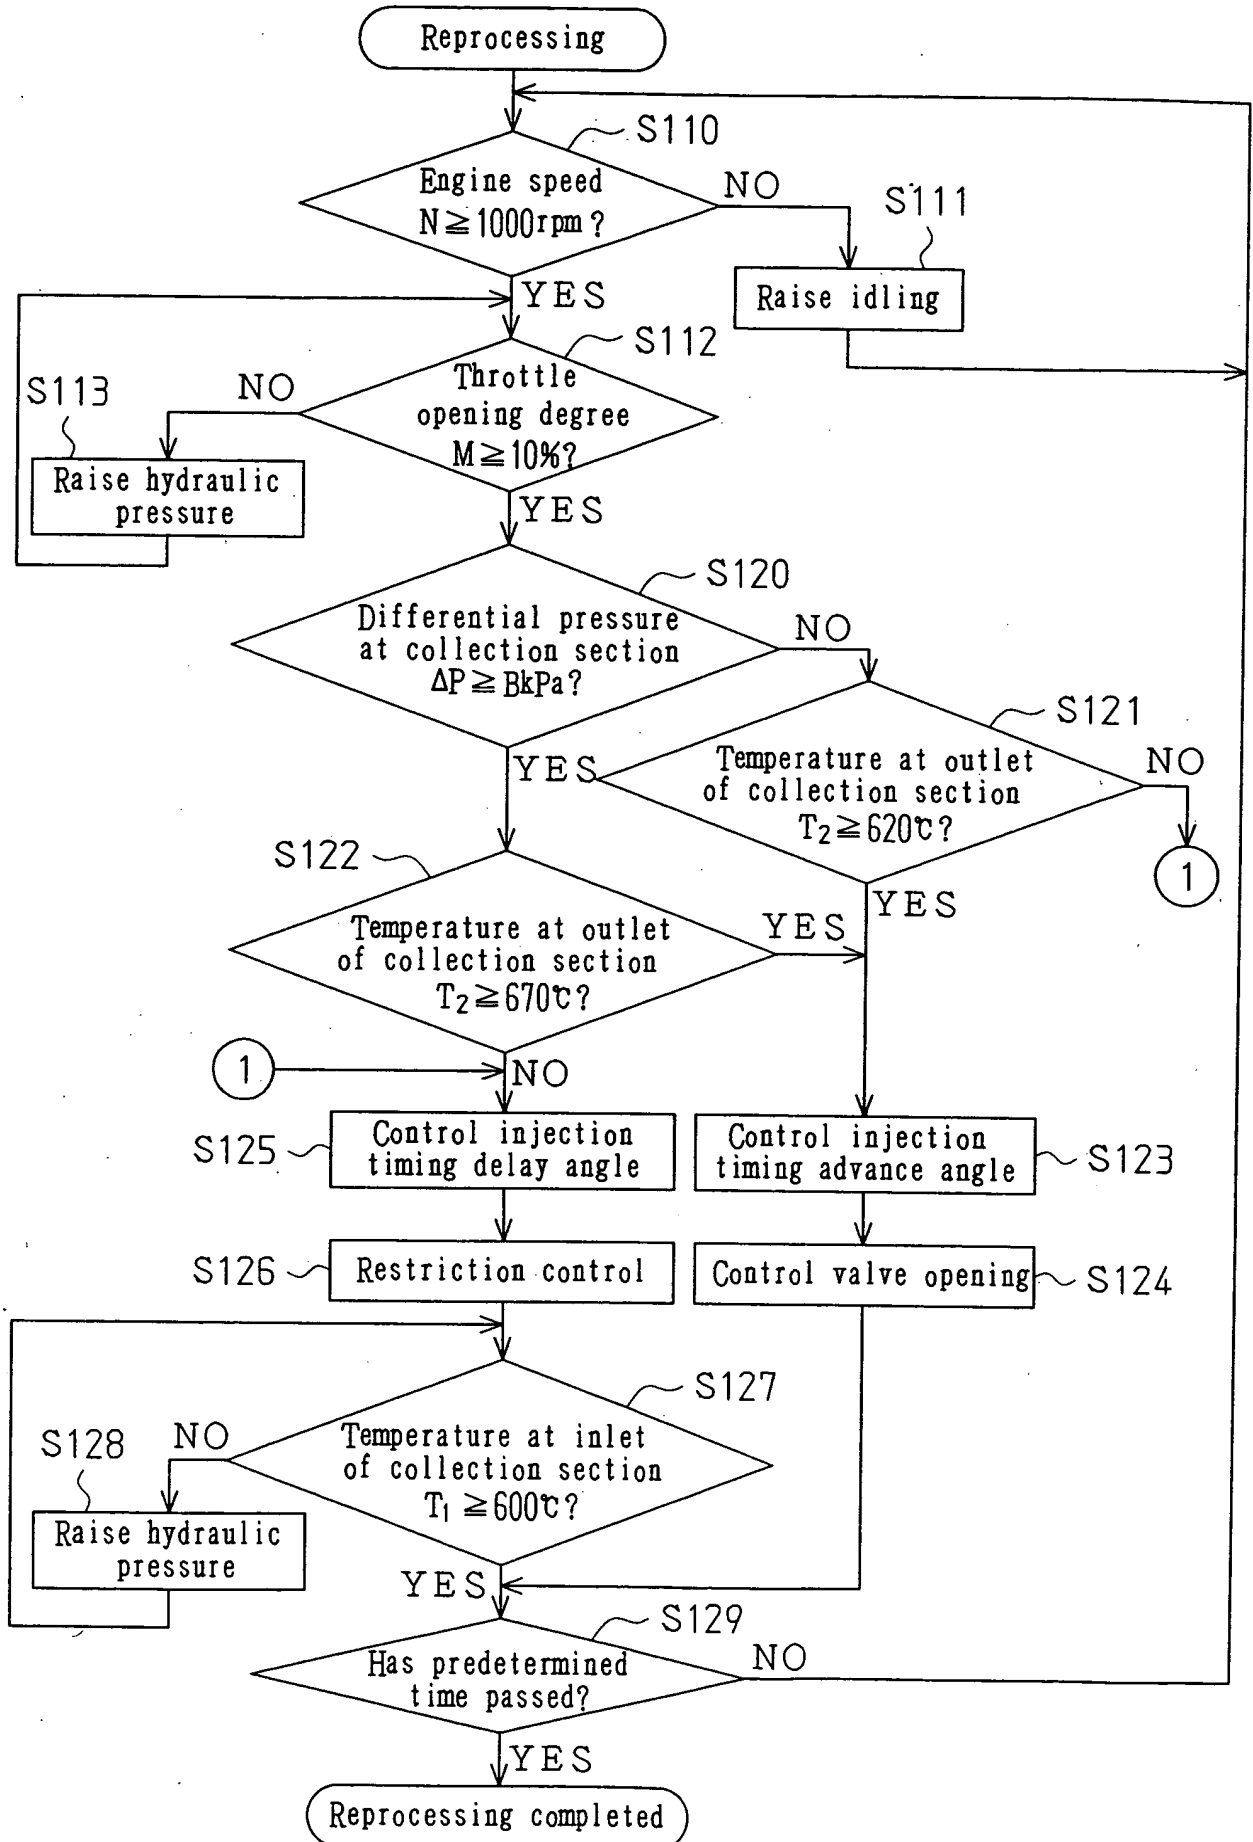 Reprocessing
S110
Engine speed
N≧1000rpm?
NO
S111
Raise idling
YES
S112
Throttle
opening degree
M≧10%?
NO
S113
Raise hydraulic
pressure
YES
S120
Differential pressure
at collection section
ΔP≧BkPa?
NO
S121
Temperature at outlet
of collection section
T2≧620℃?
NO
1
YES
YES
S122
Temperature at outlet
of collection section
T2≧670℃?
YES
1
NO
S125
Control injection
timing delay angle
Control injection
timing advance angle
S123
S126
Restriction control
Control valve opening
S124
S127
Temperature at inlet
of collection section
T1≧600℃?
NO
S128
Raise hydraulic
pressure
YES
S129
Has predetermined
time passed?
NO
YES
Reprocessing completed